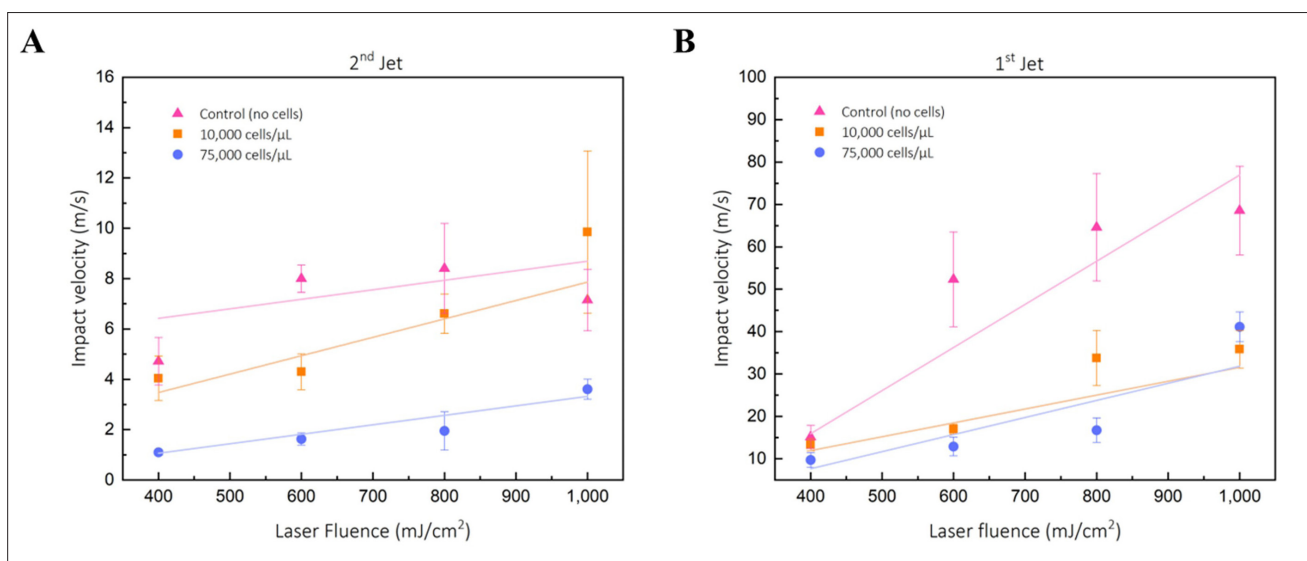 A
2nd Jet
16
14
12
10
8
6
4
2
0
Impact velocity (m/s)
Control (no cells)
10,000 cells/μL
75,000 cells/μL
400 500 600 700 800 900 1,000
Laser Fluence (mJ/cm2)
B
1st Jet
100
90
80
70
60
50
40
30
20
10
Impact velocity (m/s)
Control (no cells)
10,000 cells/μL
75,000 cells/μL
400 500 600 700 800 900 1,000
Laser fluence (mJ/cm2)